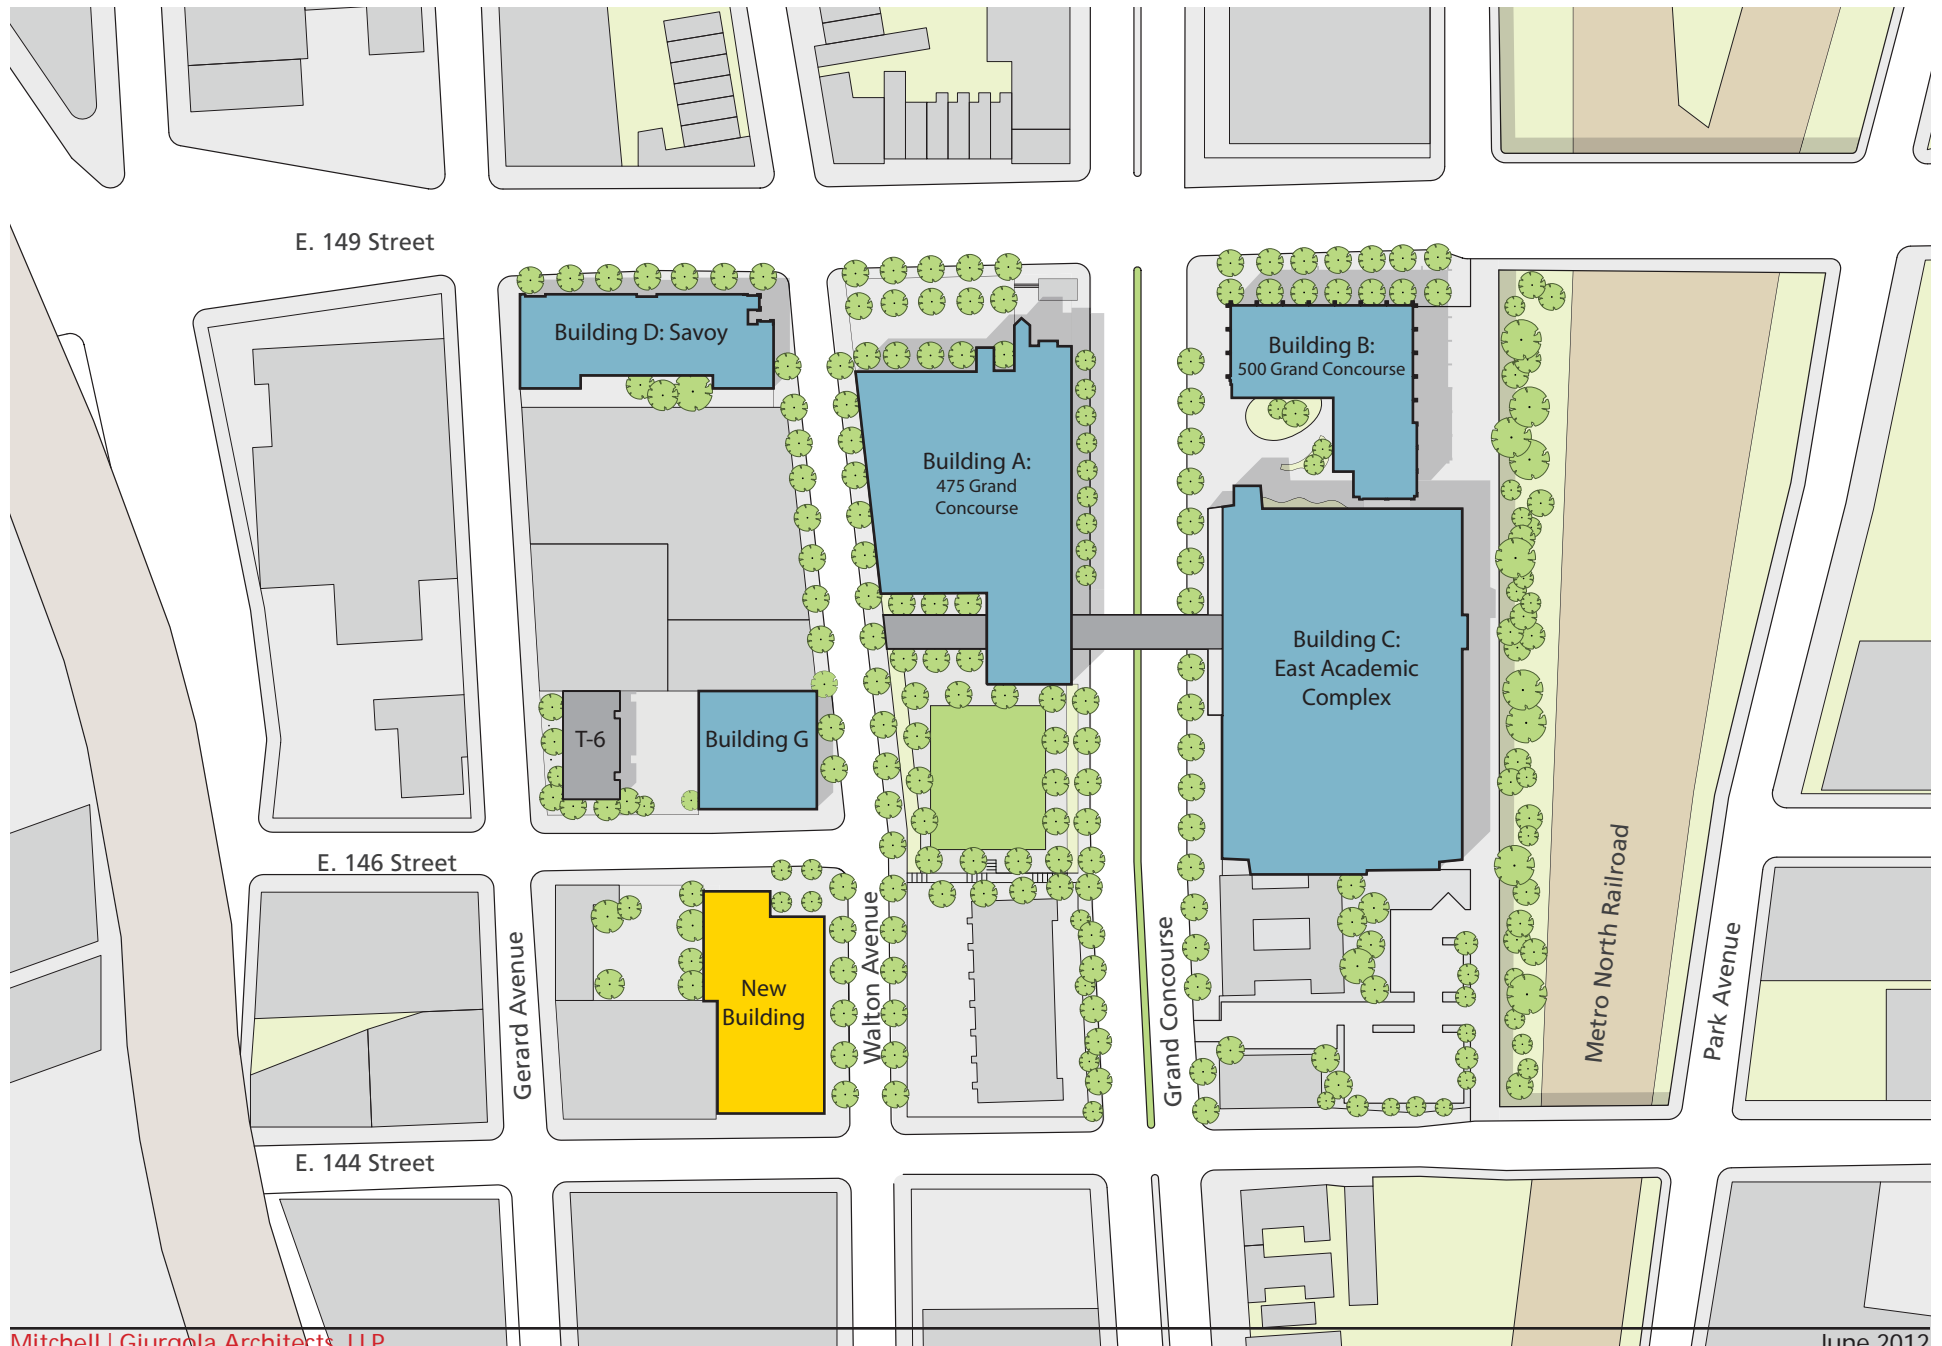 E. 149 Street
Building D: Savoy
Building A:
475 Grand
Concourse
Building B:
500 Grand Concourse
Building C:
East Academic
Complex
T-6
Building G
E. 146 Street
New
Building
Gerard Avenue
Walton Avenue
Grand Concourse
Metro North Railroad
Park Avenue
E. 144 Street
Mitchell | Giurgola Architects, LLP
June 2012